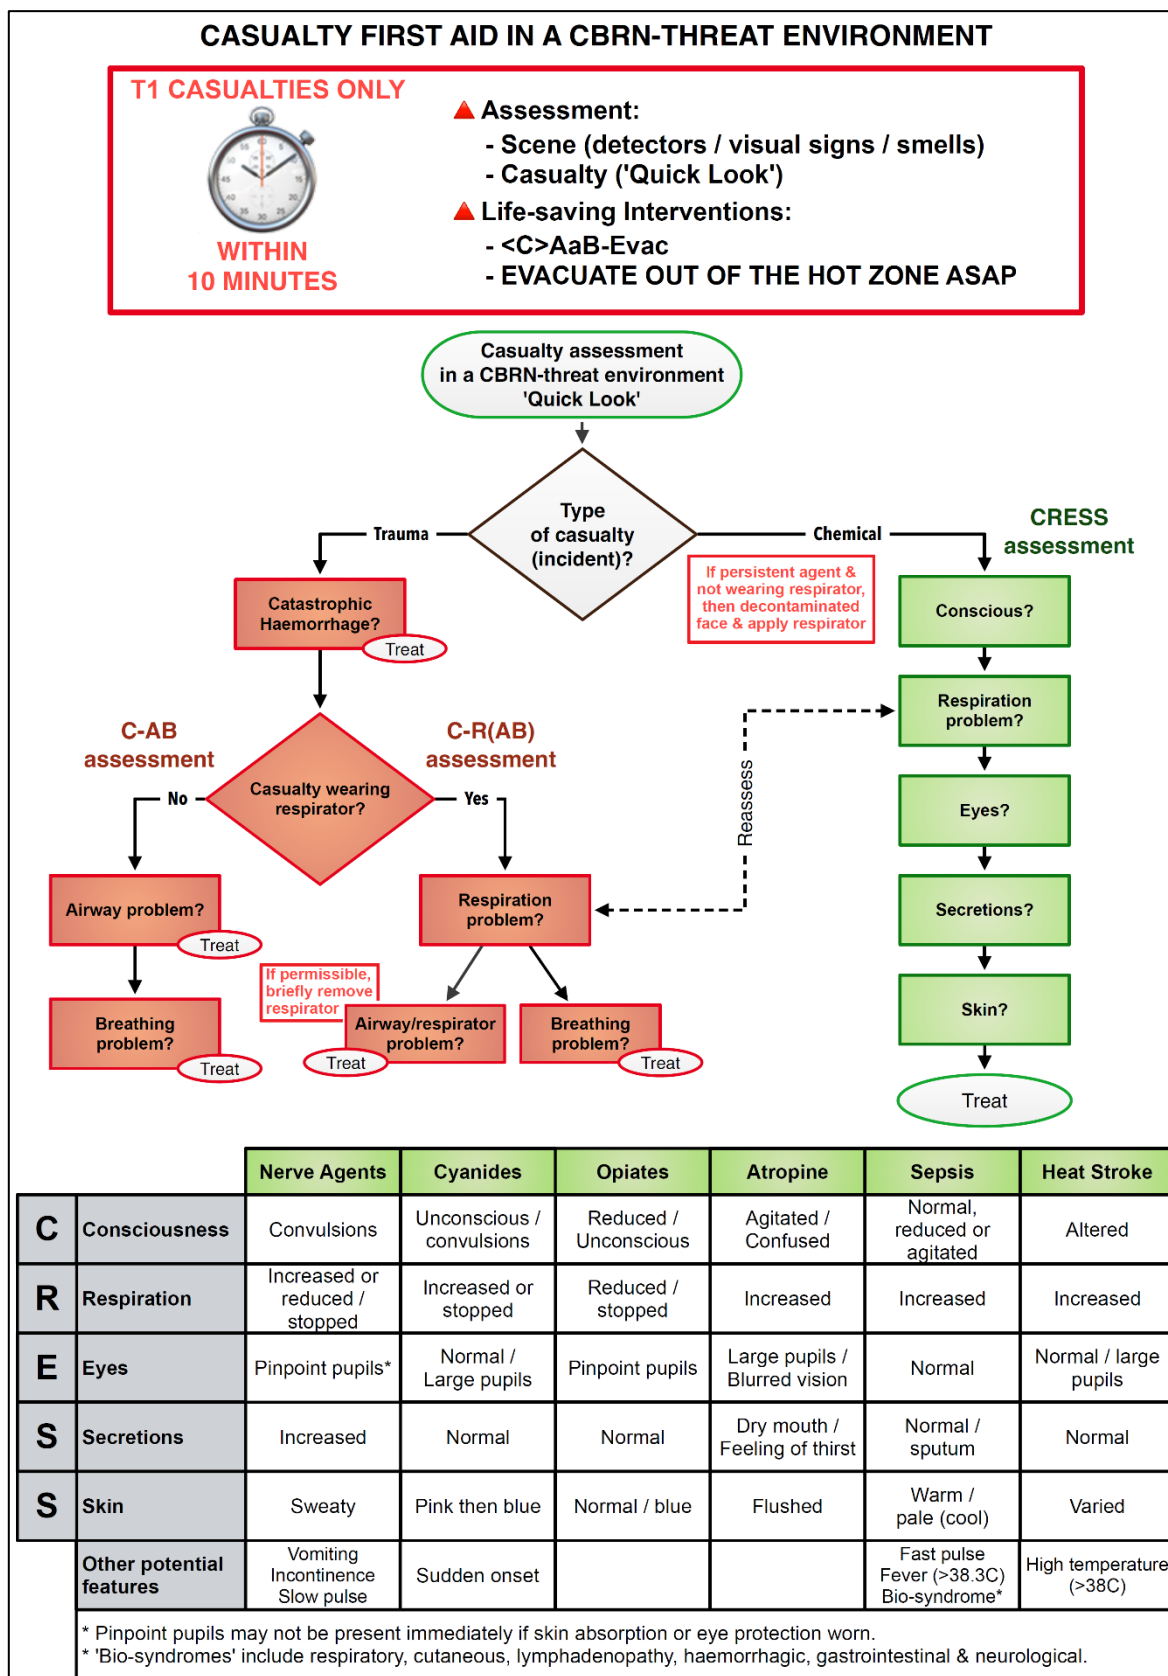 CASUALTY FIRST AID IN A CBRN-THREAT ENVIRONMENT
T1 CASUALTIES ONLY
WITHIN
10 MINUTES
Assessment:
- Scene (detectors / visual signs / smells)
- Casualty ('Quick Look')
Life-saving Interventions:
- <C>AaB-Evac
- EVACUATE OUT OF THE HOT ZONE ASAP
Casualty assessment
in a CBRN-threat environment
'Quick Look'
Type
of casualty
(incident)?
Trauma
Chemical
CRESS
assessment
If persistent agent &
not wearing respirator,
then decontaminated
face & apply respirator
Catastrophic
Haemorrhage?
Treat
C-AB
assessment
C-R(AB)
assessment
Casualty wearing
respirator?
No
Yes
Airway problem?
Treat
Breathing
problem?
Treat
Respiration
problem?
If permissible,
briefly remove
respirator
Airway/respirator
problem?
Treat
Breathing
problem?
Treat
Reassess
Conscious?
Respiration
problem?
Eyes?
Secretions?
Skin?
Treat
Nerve Agents Cyanides Opiates Atropine Sepsis Heat Stroke
C Consciousness
Convulsions
Unconscious /
convulsions
Reduced /
Unconscious
Agitated /
Confused
Normal,
reduced or
agitated
Altered
R Respiration
Increased or
reduced /
stopped
Increased or
stopped
Reduced /
stopped
Increased
Increased
Increased
E Eyes
Pinpoint pupils*
Normal /
Large pupils
Pinpoint pupils
Large pupils /
Blurred vision
Normal
Normal / large
pupils
S Secretions
Increased
Normal
Normal
Dry mouth /
Feeling of thirst
Normal /
sputum
Normal
S Skin
Sweaty
Pink then blue
Normal / blue
Flushed
Warm /
pale (cool)
Varied
Other potential
features
Vomiting
Incontinence
Slow pulse
Sudden onset
Fast pulse
Fever (>38.3C)
Bio-syndrome*
High temperature
(>38C)
* Pinpoint pupils may not be present immediately if skin absorption or eye protection worn.
* 'Bio-syndromes' include respiratory, cutaneous, lymphadenopathy, haemorrhagic, gastrointestinal & neurological.